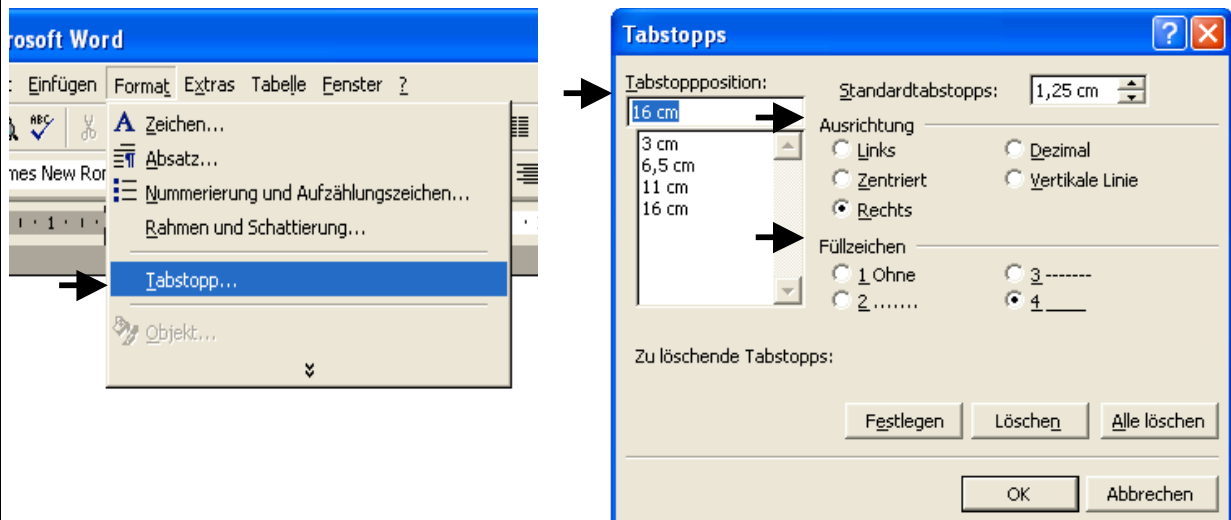 rosoft Word
Einfügen Format Extras Tabelle Fenster ?
ABC
Zeichen...
Absatz...
mes New Ror
Nummerierung und Aufzählungszeichen...
1
Rahmen und Schattierung...
Tabstopp...
Objekt...
Tabstopps
Tabstoppposition:
Standardtabstopps: 1,25 cm
16 cm
3 cm
6,5 cm
11 cm
16 cm
Ausrichtung
Links
Dezimal
Zentriert
Vertikale Linie
Rechts
Füllzeichen
1 Ohne
3 -------
2 .......
4 ____
Zu löschende Tabstopps:
Festlegen
Löschen
Alle löschen
OK
Abbrechen